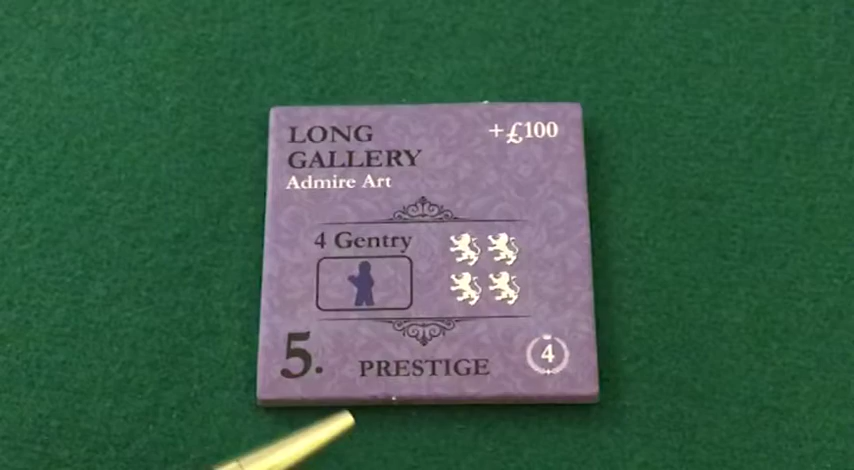 LONG
GALLERY
+£100
Admire Art
4 Gentry
5.
PRESTIGE
4